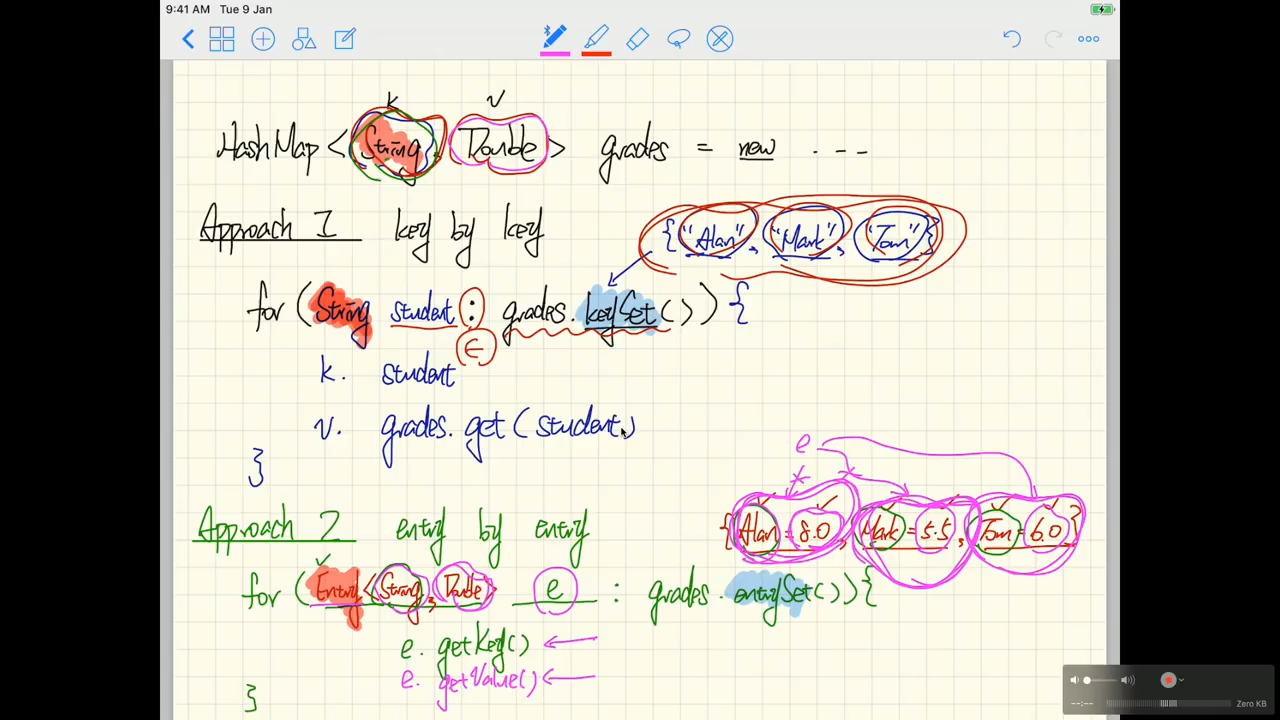 9:41 AM Tue 9 Jan
k v
HashMap < String, Double > grades = new ---
Approach 1 key by key
{ "Alan", "Mark", "Tom" }
for ( String student : grades. keySet ( ) ) {
∈
k. student
v. grades. get ( student )
}
e
Approach 2 entry by entry
{ Alan = 8.0, Mark = 5.5, Tom = 6.0 }
for ( Entry < String, Double > e : grades. entrySet ( ) ) {
e. getKey ( )
e. getValue ( )
}
--:-- Zero KB